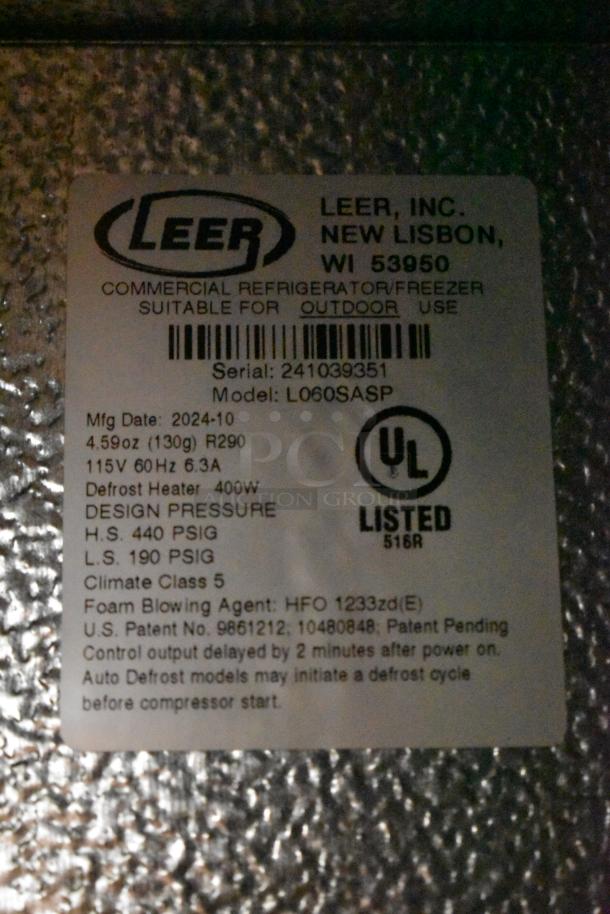 LEER
LEER, INC.
NEW LISBON,
WI 53950
COMMERCIAL REFRIGERATOR/FREEZER
SUITABLE FOR OUTDOOR USE
Serial: 241039351
Model: L060SASP
Mfg Date: 2024-10
4.59oz (130g) R290
115V 60Hz 6.3A
Defrost Heater 400W
DESIGN PRESSURE
H.S. 440 PSIG
L.S. 190 PSIG
Climate Class 5
Foam Blowing Agent: HFO 1233zd(E)
U.S. Patent No. 9861212; 10480848; Patent Pending
Control output delayed by 2 minutes after power on.
Auto Defrost models may initiate a defrost cycle
before compressor start.
UL
LISTED
516R
PCI
AUCTION GROUP